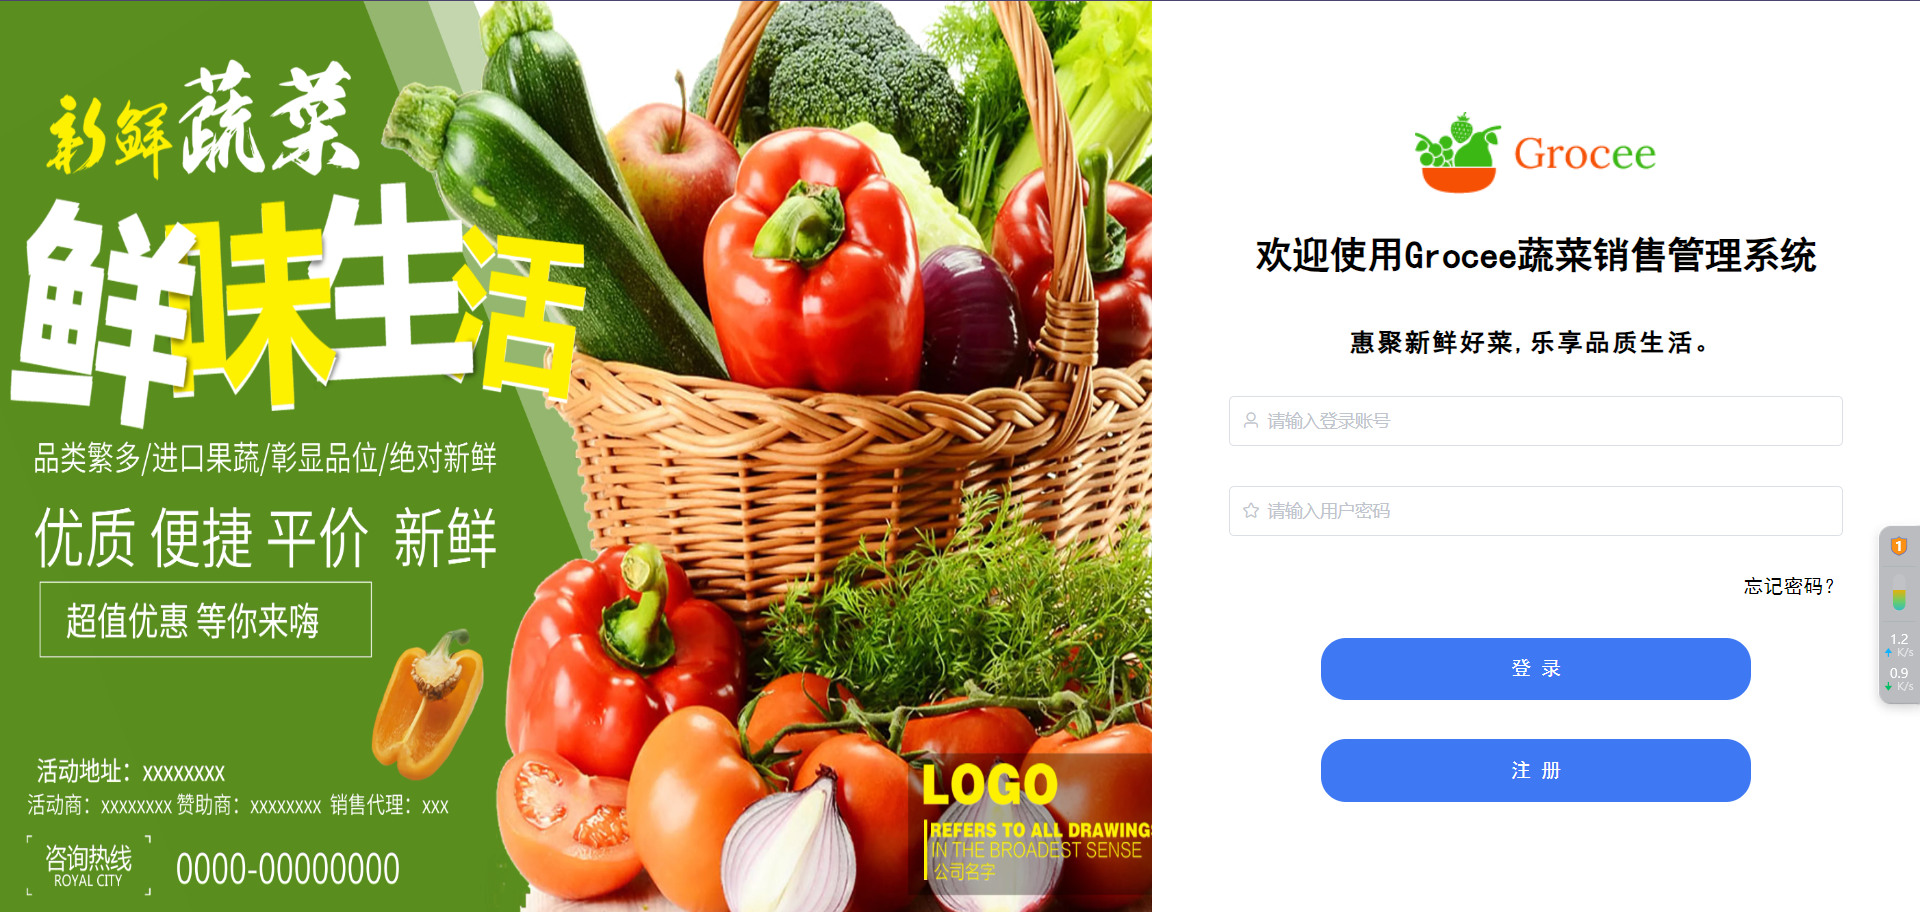 新鲜蔬菜
鲜味生活
品类繁多/进口果蔬/彰显品位/绝对新鲜
优质 便捷 平价 新鲜
超值优惠 等你来嗨
活动地址：xxxxxxxx
活动商：xxxxxxxx 赞助商：xxxxxxxx 销售代理：xxx
咨询热线
ROYAL CITY
0000-00000000
LOGO
REFERS TO ALL DRAWINGS
IN THE BROADEST SENSE
公司名字
Grocee
欢迎使用Grocee蔬菜销售管理系统
惠聚新鲜好菜,乐享品质生活。
请输入登录账号
请输入用户密码
忘记密码?
登 录
注 册
1
1.2
K/s
0.9
K/s